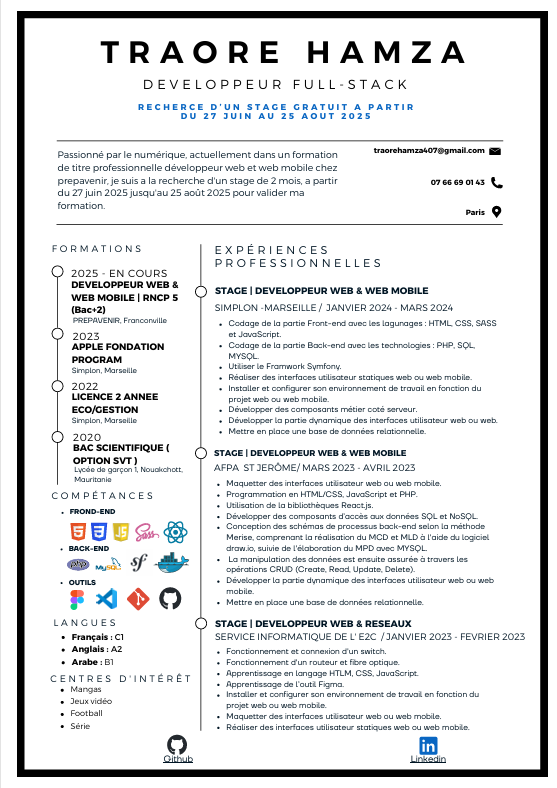 TRAORE HAMZA
DEVELOPPEUR FULL-STACK
RECHERCE D'UN STAGE GRATUIT A PARTIR
DU 27 JUIN AU 25 AOUT 2025
Passionné par le numérique, actuellement dans un formation
de titre professionnelle développeur web et web mobile chez
prepavenir, je suis a la recherche d'un stage de 2 mois, a partir
du 27 juin 2025 jusqu'au 25 août 2025 pour valider ma
formation.
traorehamza407@gmail.com
07 66 69 01 43
Paris
FORMATIONS
2025 - EN COURS
DEVELOPPEUR WEB &
WEB MOBILE | RNCP 5
(Bac+2)
PREPAVENIR, Franconville
2023
APPLE FONDATION
PROGRAM
Simplon, Marseille
2022
LICENCE 2 ANNEE
ECO/GESTION
Simplon, Marseille
2020
BAC SCIENTIFIQUE (
OPTION SVT )
Lycée de garçon 1, Nouakchott,
Mauritanie
COMPÉTANCES
• FROND-END
JS
Sass
• BACK-END
php
MySQL
sf
docker
• OUTILS
LANGUES
• Français : C1
• Anglais : A2
• Arabe : B1
CENTRES D'INTÉRÊT
• Mangas
• Jeux vidéo
• Football
• Série
EXPÉRIENCES
PROFESSIONNELLES
STAGE | DEVELOPPEUR WEB & WEB MOBILE
SIMPLON -MARSEILLE / JANVIER 2024 - MARS 2024
• Codage de la partie Front-end avec les lagunages : HTML, CSS, SASS
et JavaScript.
• Codage de la partie Back-end avec les technologies : PHP, SQL,
MYSQL.
• Utiliser le Framwork Symfony.
• Réaliser des interfaces utilisateur statiques web ou web mobile.
• Installer et configurer son environnement de travail en fonction du
projet web ou web mobile.
• Développer des composants métier coté serveur.
• Développer la partie dynamique des interfaces utilisateur web ou web.
• Mettre en place une base de données relationnelle.
STAGE | DEVELOPPEUR WEB & WEB MOBILE
AFPA ST JERÔME/ MARS 2023 - AVRIL 2023
• Maquetter des interfaces utilisateur web ou web mobile.
• Programmation en HTML/CSS, JavaScript et PHP.
• Utilisation de la bibliothèques React.js.
• Développer des composants d'accès aux données SQL et NoSQL.
• Conception des schémas de processus back-end selon la méthode
Merise, comprenant la réalisation du MCD et MLD à l'aide du logiciel
draw.io, suivie de l'élaboration du MPD avec MYSQL.
• La manipulation des données est ensuite assurée à travers les
opérations CRUD (Create, Read, Update, Delete).
• Développer la partie dynamique des interfaces utilisateur web ou web
mobile.
• Mettre en place une base de données relationnelle.
STAGE | DEVELOPPEUR WEB & RESEAUX
SERVICE INFORMATIQUE DE L' E2C / JANVIER 2023 - FEVRIER 2023
• Fonctionnement et connexion d'un switch.
• Fonctionnement d'un routeur et fibre optique.
• Apprentissage en langage HTLM, CSS, JavaScript.
• Apprentissage de l'outil Figma.
• Installer et configurer son environnement de travail en fonction du
projet web ou web mobile.
• Maquetter des interfaces utilisateur web ou web mobile.
• Réaliser des interfaces utilisateur statiques web ou web mobile.
Github
Linkedin